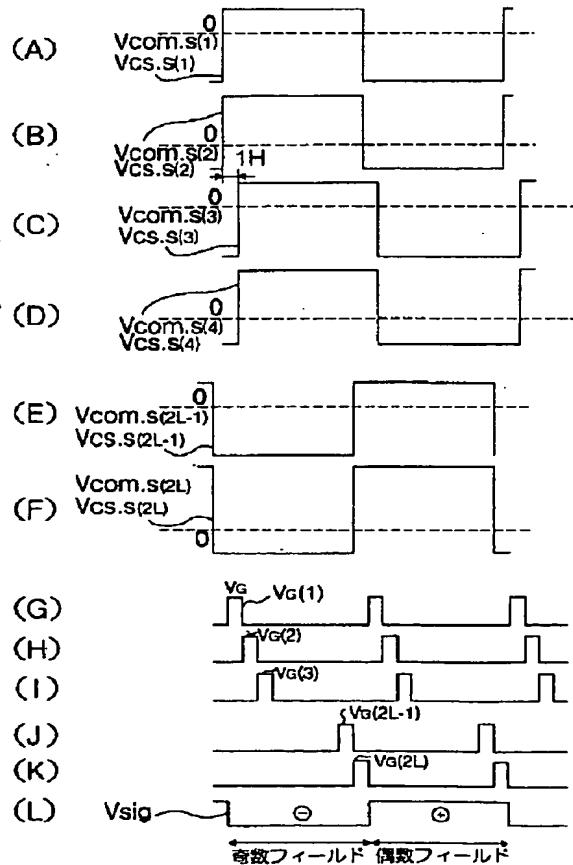 (A)
0
Vcom.s(1)
Vcs.s(1)
(B)
0
Vcom.s(2)
Vcs.s(2)
1H
(C)
0
Vcom.s(3)
Vcs.s(3)
(D)
0
Vcom.s(4)
Vcs.s(4)
(E)
0
Vcom.s(2L-1)
Vcs.s(2L-1)
(F)
Vcom.s(2L)
Vcs.s(2L)
0
(G)
VG
VG(1)
(H)
VG(2)
(I)
VG(3)
(J)
VG(2L-1)
(K)
VG(2L)
(L)
Vsig
⊖
⊕
奇数フィールド
偶数フィールド